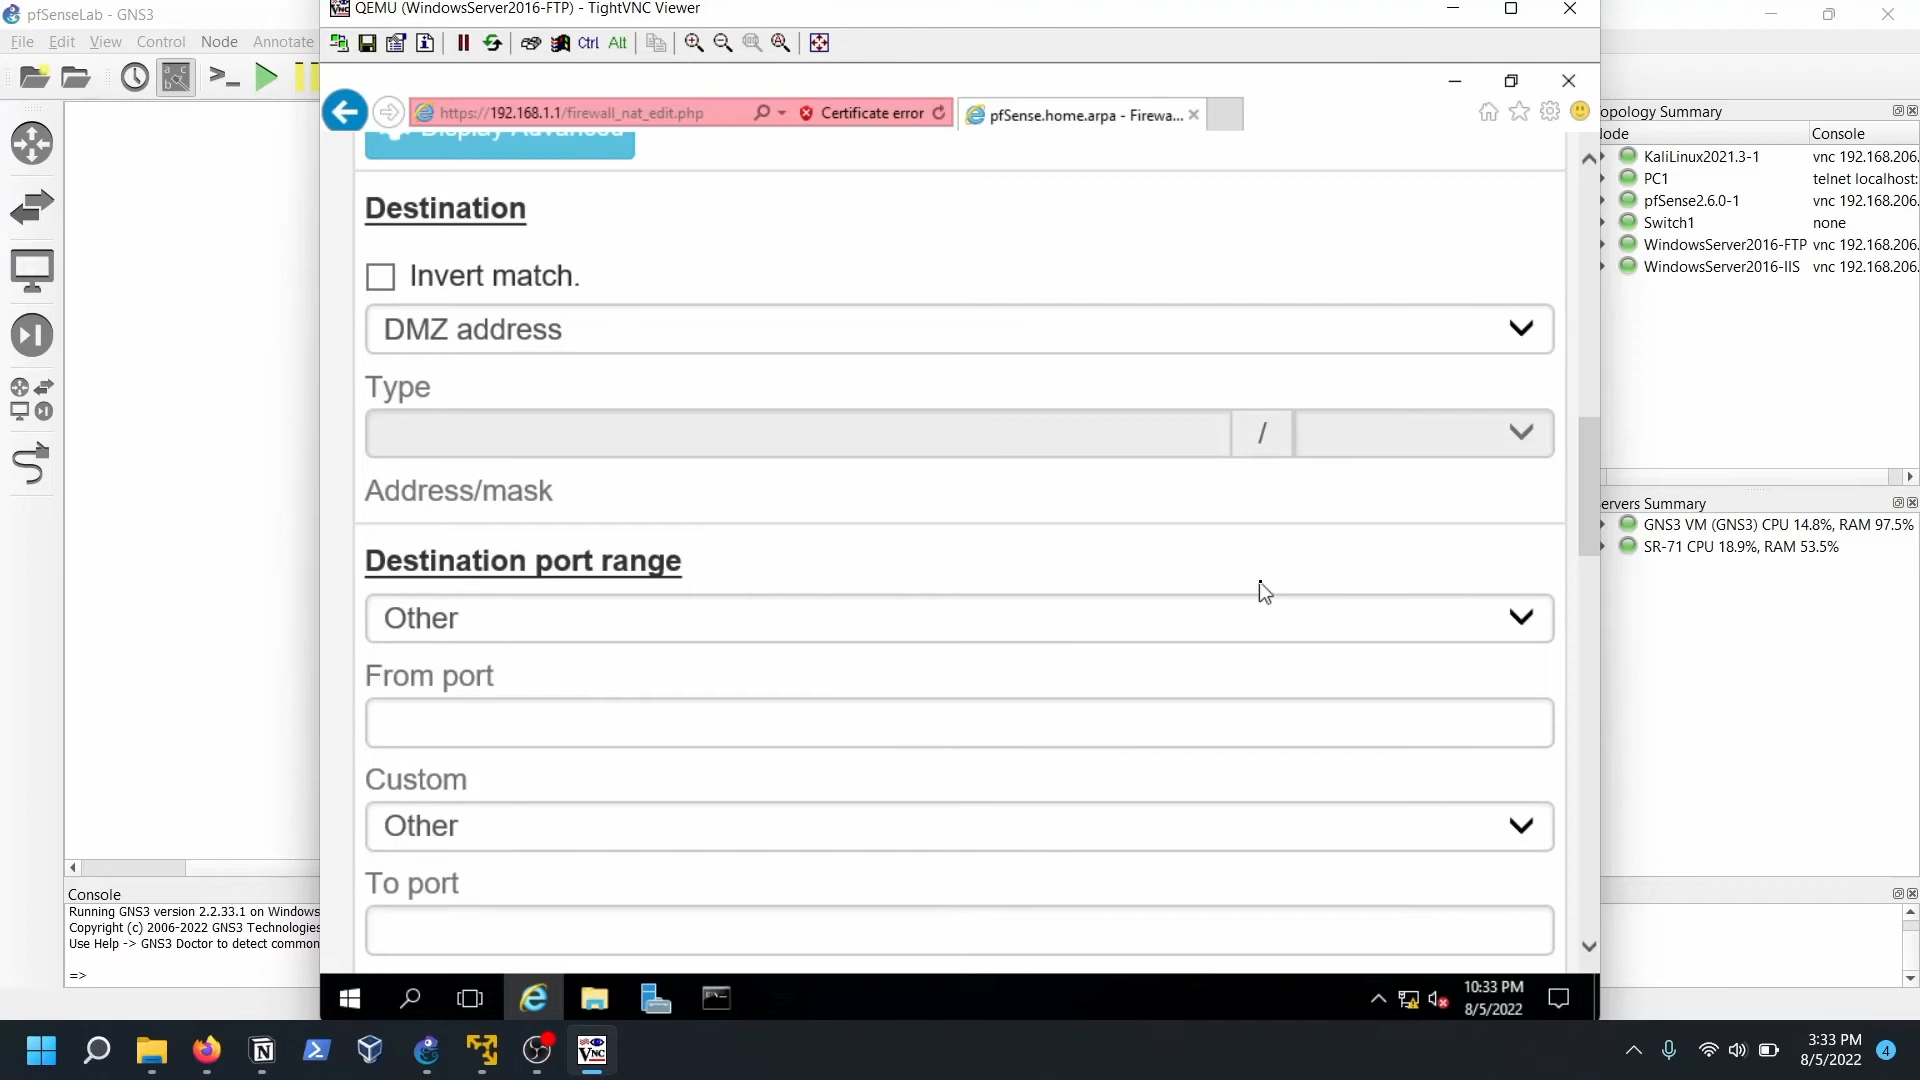 pfSenseLab - GNS3
QEMU (WindowsServer2016-FTP) - TightVNC Viewer
File Edit View Control Node Annotate
Ctrl Alt
https://192.168.1.1/firewall_nat_edit.php
Certificate error
pfSense.home.arpa - Firewa...
Display Advanced
Destination
Invert match.
DMZ address
Type
/
Address/mask
Destination port range
Other
From port
Custom
Other
To port
opology Summary
lode Console
KaliLinux2021.3-1 vnc 192.168.206.
PC1 telnet localhost:
pfSense2.6.0-1 vnc 192.168.206.
Switch1 none
WindowsServer2016-FTP vnc 192.168.206.
WindowsServer2016-IIS vnc 192.168.206.
ervers Summary
GNS3 VM (GNS3) CPU 14.8%, RAM 97.5%
SR-71 CPU 18.9%, RAM 53.5%
Console
Running GNS3 version 2.2.33.1 on Windows
Copyright (c) 2006-2022 GNS3 Technologies
Use Help -> GNS3 Doctor to detect common
=>
10:33 PM
8/5/2022
3:33 PM
8/5/2022
4